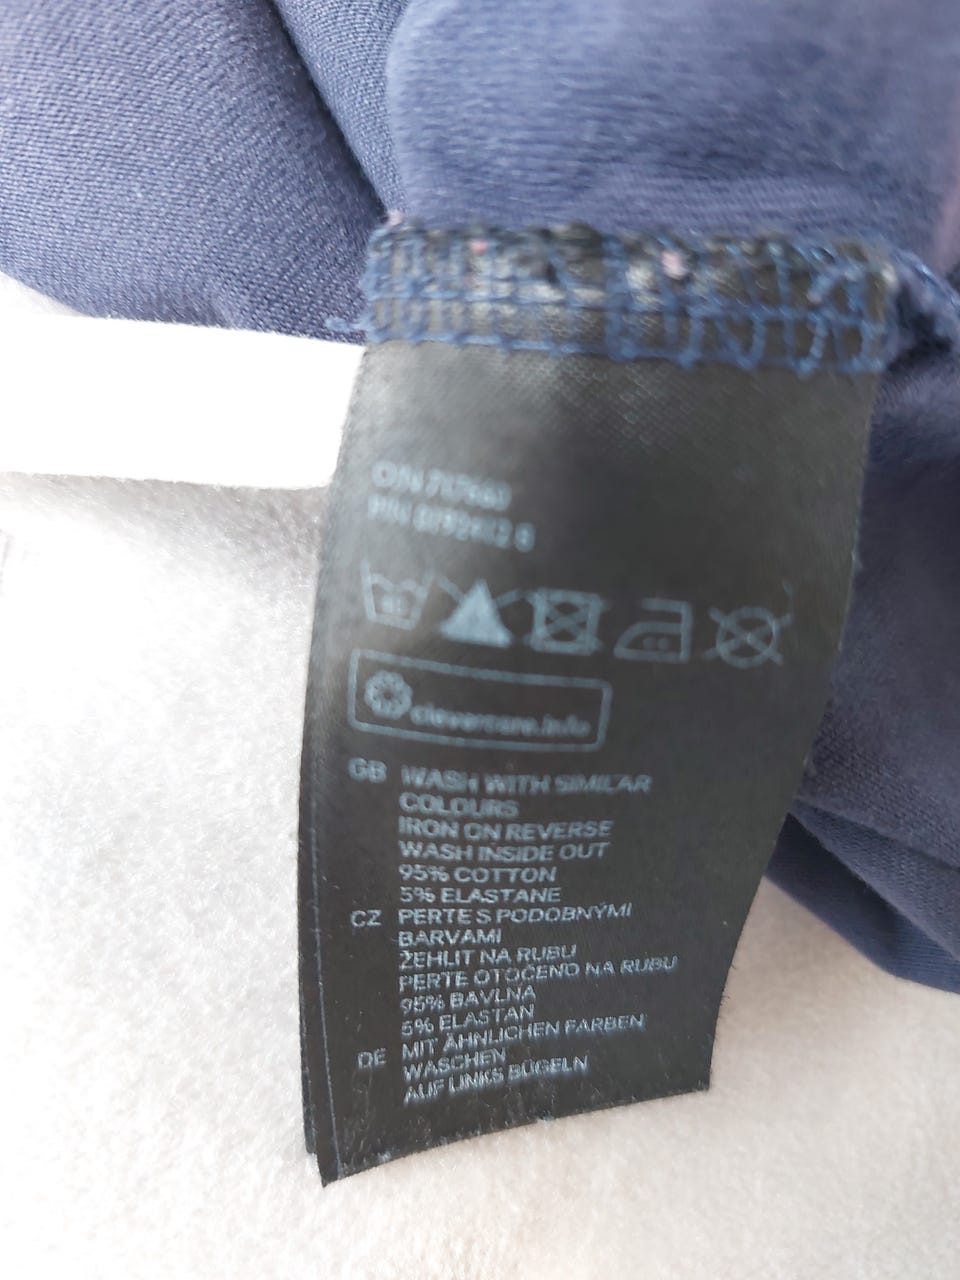 clevercare.info
GB WASH WITH SIMILAR
COLOURS
IRON ON REVERSE
WASH INSIDE OUT
95% COTTON
5% ELASTANE
CZ PERTE S PODOBNÝMI
BARVAMI
ŽEHLIT NA RUBU
PERTE OTOČENO NA RUBU
95% BAVLNA
5% ELASTAN
DE MIT ÄHNLICHEN FARBEN
WASCHEN
AUF LINKS BÜGELN